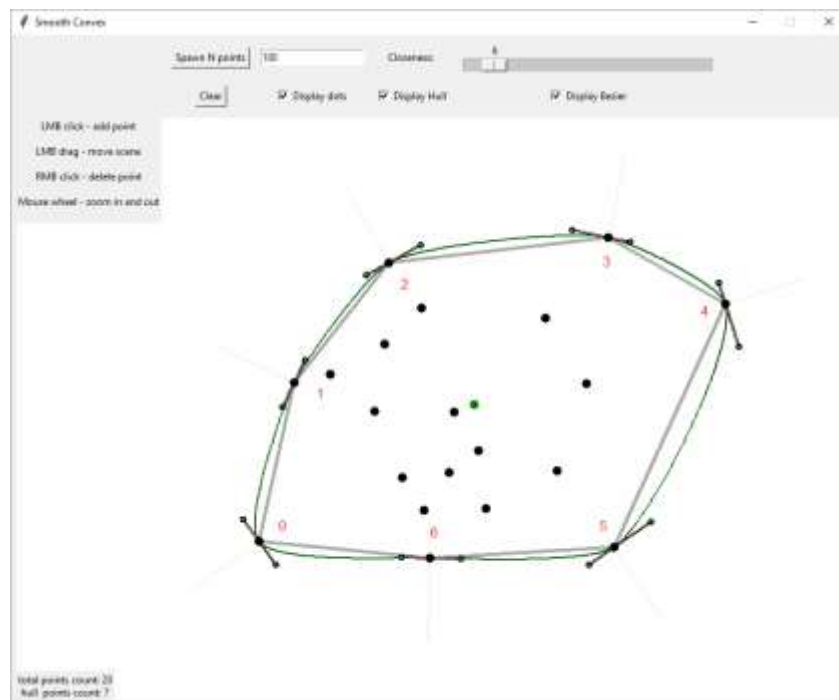 Smooth Convex
Spawn N points 100 Closeness: 6
Clear Display dots Display Hull Display Bezier
LMB click - add point
LMB drag - move scene
RMB click - delete point
Mouse wheel - zoom in and out
3
2
4
1
0 6 5
total points count: 20
hull points count: 7